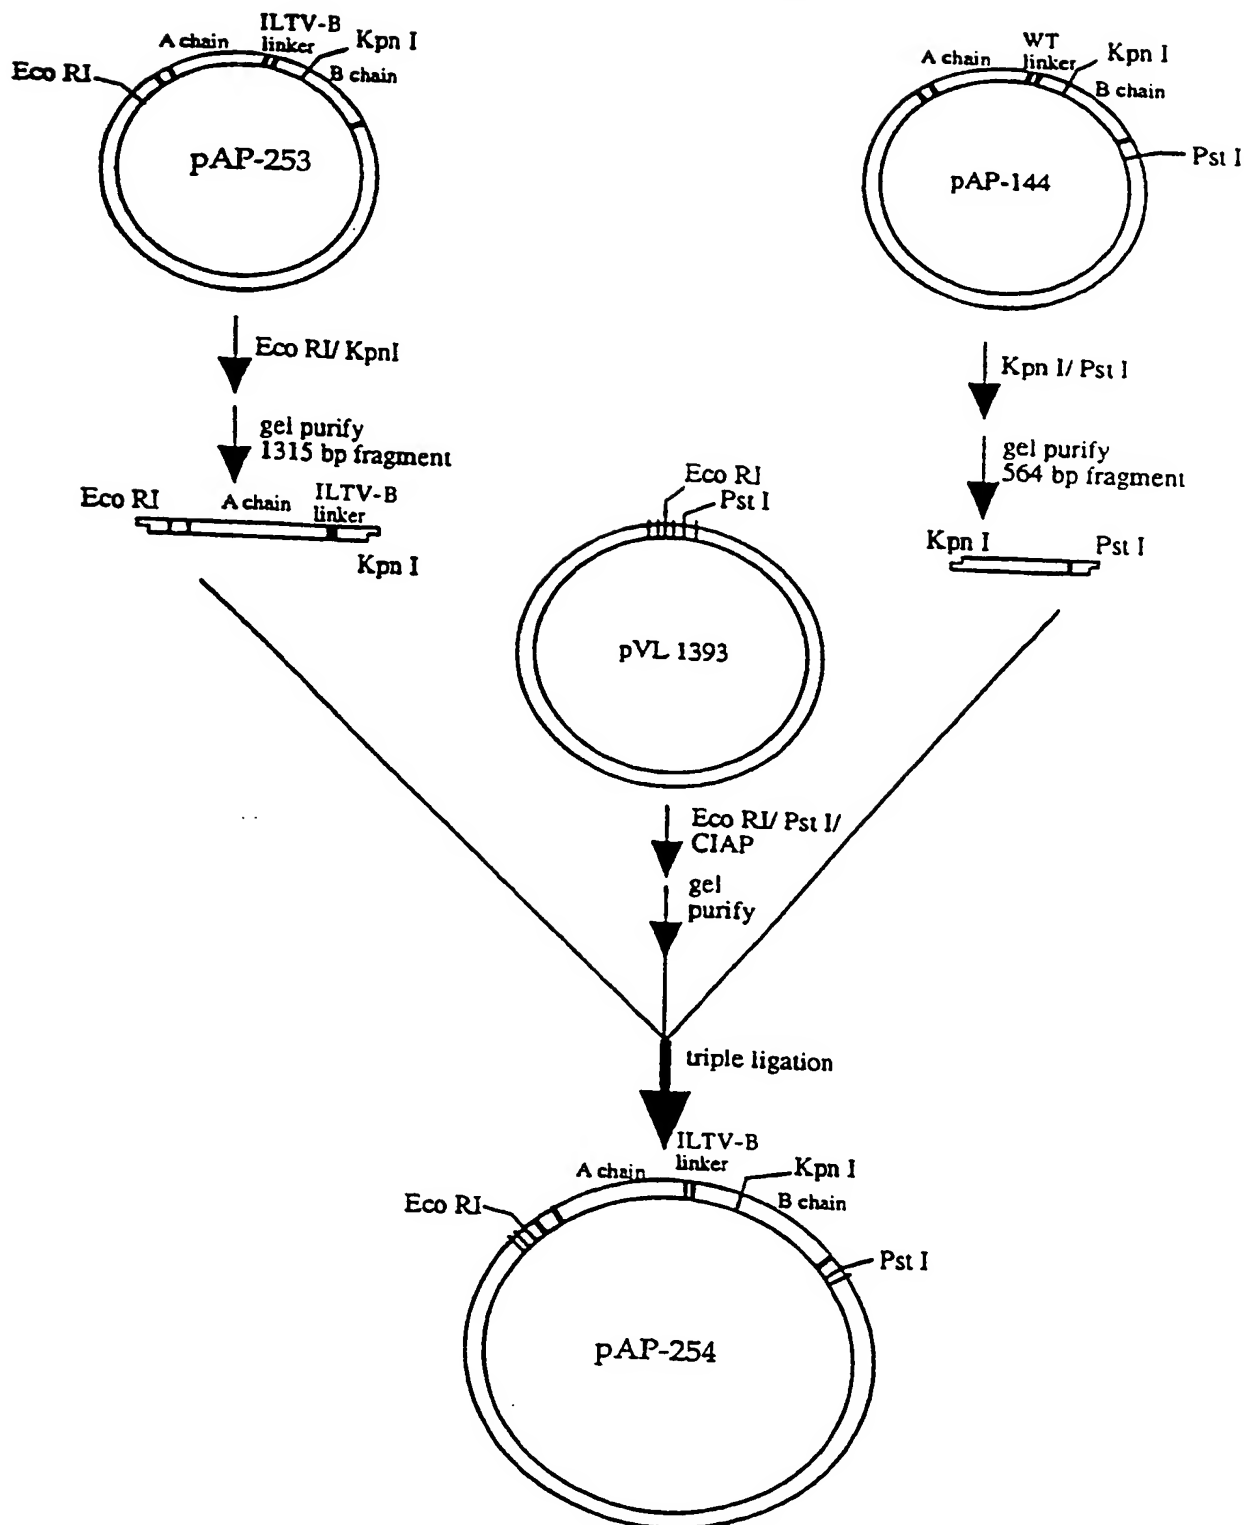 ILTV-B
linker
A chain
Kpn I
Eco RI
B chain
pAP-253
WT
linker
A chain
Kpn I
B chain
Pst I
pAP-144
Eco RI/ KpnI
gel purify
1315 bp fragment
Eco RI
A chain
ILTV-B
linker
Kpn I
Kpn I/ Pst I
gel purify
564 bp fragment
Kpn I
Pst I
Eco RI
Pst I
pVL 1393
Eco RI/ Pst I/
CIAP
gel
purify
triple ligation
ILTV-B
linker
A chain
Kpn I
Eco RI
B chain
Pst I
pAP-254